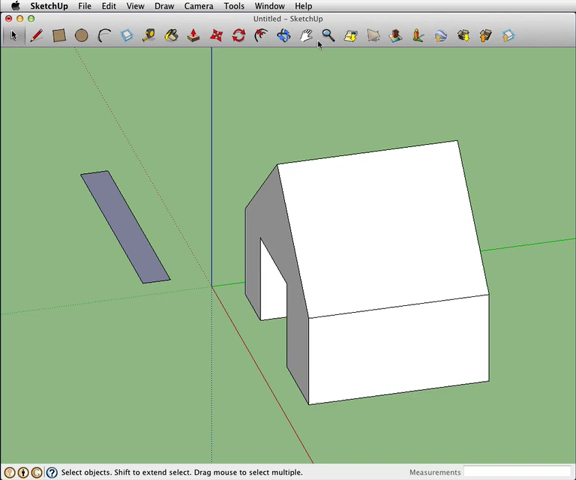 SketchUp File Edit View Draw Camera Tools Window Help
Untitled – SketchUp
Select objects. Shift to extend select. Drag mouse to select multiple. Measurements